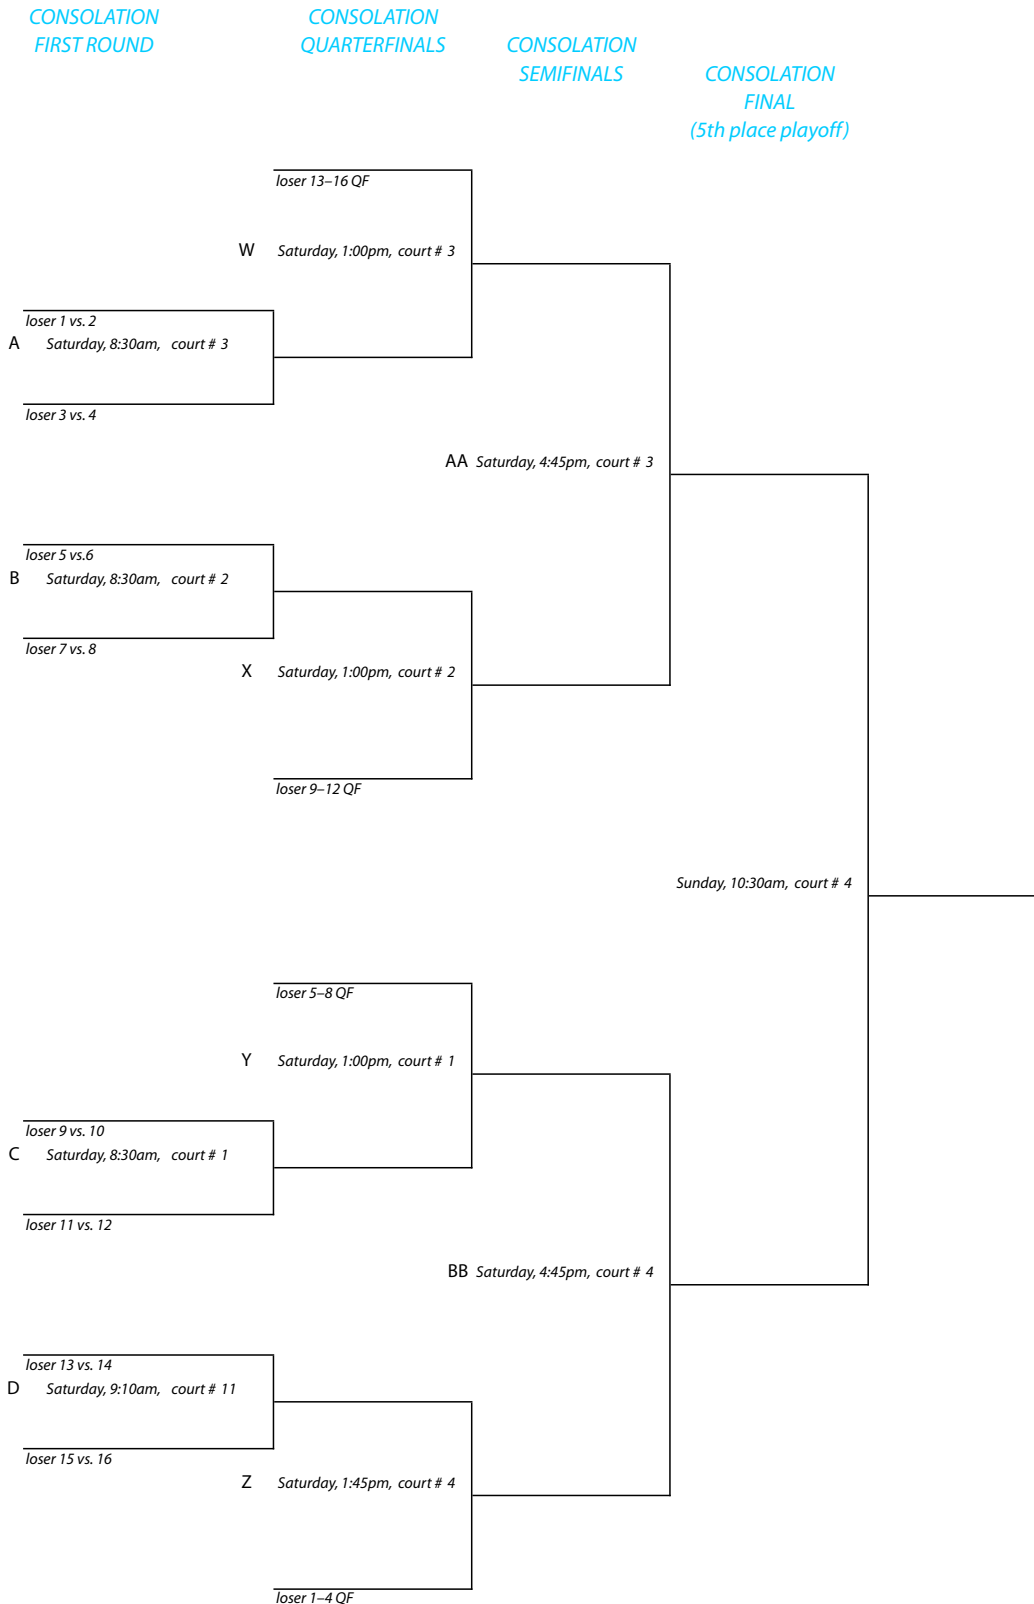 CONSOLATION
FIRST ROUND
CONSOLATION
QUARTERFINALS
CONSOLATION
SEMIFINALS
CONSOLATION
FINAL
(5th place playoff)
loser 13–16 QF
W Saturday, 1:00pm, court # 3
loser 1 vs. 2
A Saturday, 8:30am, court # 3
loser 3 vs. 4
AA Saturday, 4:45pm, court # 3
loser 5 vs.6
B Saturday, 8:30am, court # 2
loser 7 vs. 8
X Saturday, 1:00pm, court # 2
loser 9–12 QF
Sunday, 10:30am, court # 4
loser 5–8 QF
Y Saturday, 1:00pm, court # 1
loser 9 vs. 10
C Saturday, 8:30am, court # 1
loser 11 vs. 12
BB Saturday, 4:45pm, court # 4
loser 13 vs. 14
D Saturday, 9:10am, court # 11
loser 15 vs. 16
Z Saturday, 1:45pm, court # 4
loser 1–4 QF